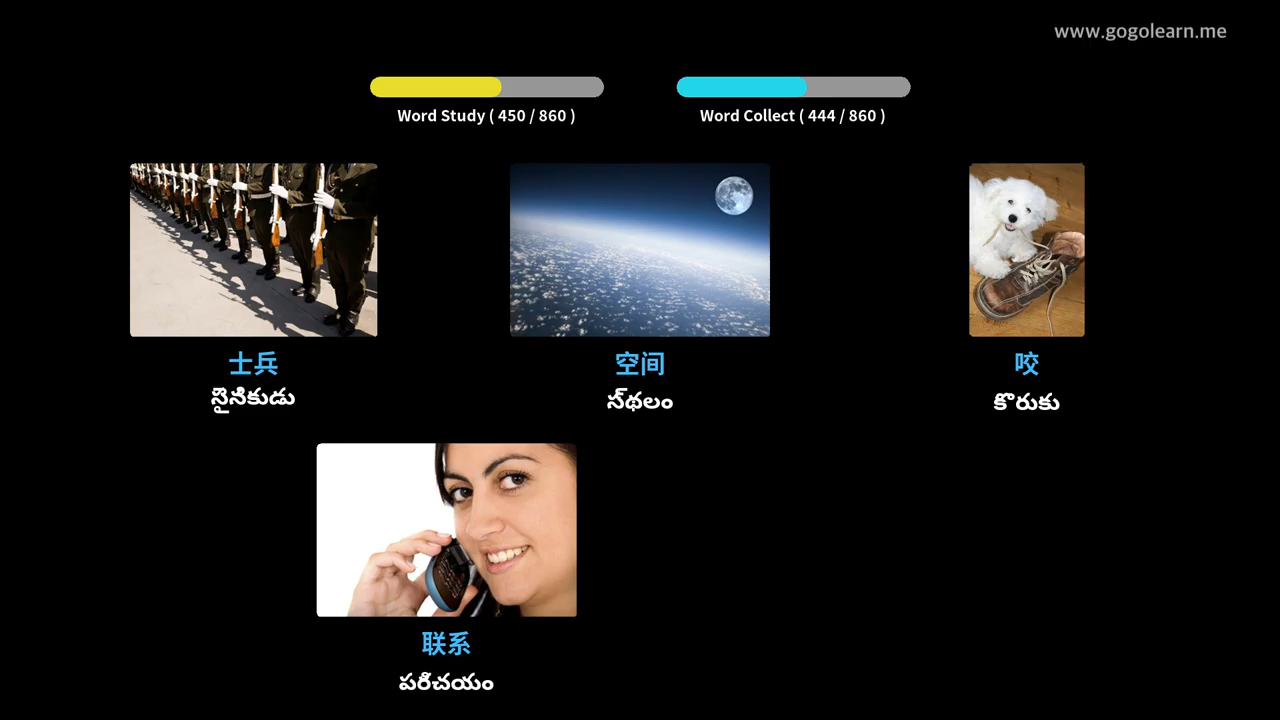 www.gogolearn.me
Word Study ( 450 / 860 )
Word Collect ( 444 / 860 )
士兵
సైనికుడు
空间
స్థలం
咬
కొరుకు
联系
పరిచయం